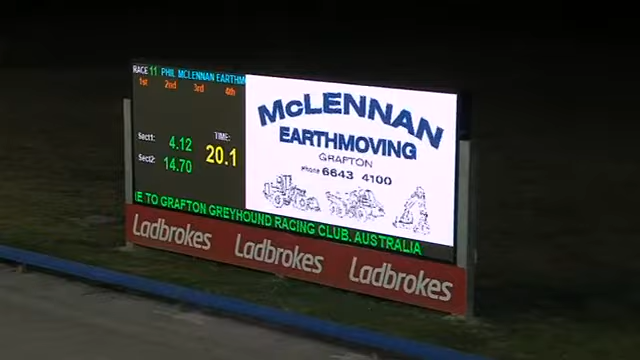 RACE 11 PHIL MCLENNAN EARTHM
1st 2nd 3rd 4th
Sect1: 4.12
Sect2: 14.70
TIME:
20.1
McLENNAN
EARTHMOVING
GRAFTON
Phone 6643 4100
E TO GRAFTON GREYHOUND RACING CLUB, AUSTRALIA
Ladbrokes Ladbrokes Ladbrokes